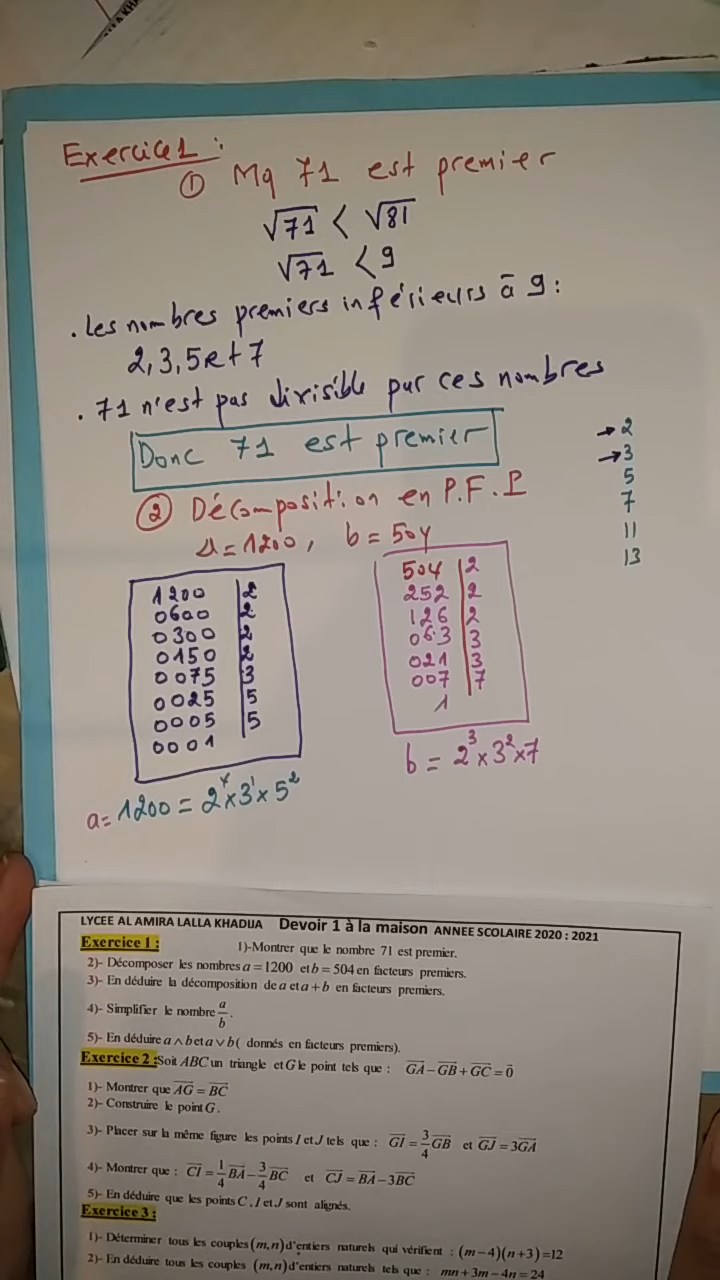 Exercice 1 :
① Mq 71 est premier
√71 < √81
√71 < 9
. Les nombres premiers inférieurs à 9 :
2, 3, 5 et 7
. 71 n'est pas divisible par ces nombres
Donc 71 est premier
② Décomposition en P.F.P
a = 1200 , b = 504
1200 | 2
0600 | 2
0300 | 2
0150 | 2
0075 | 3
0025 | 5
0005 | 5
0001
a = 1200 = 2⁴ × 3¹ × 5²
504 | 2
252 | 2
126 | 2
063 | 3
021 | 3
007 | 7
1
b = 2³ × 3² × 7
→ 2
→ 3
5
7
11
13
LYCEE AL AMIRA LALLA KHADIJA Devoir 1 à la maison ANNEE SCOLAIRE 2020 : 2021
Exercice 1 : 1)-Montrer que le nombre 71 est premier.
2)- Décomposer les nombres a = 1200 et b = 504 en facteurs premiers.
3)- En déduire la décomposition de a et a + b en facteurs premiers.
4)- Simplifier le nombre a/b .
5)- En déduire a ∧ b et a ∨ b ( donnés en facteurs premiers).
Exercice 2 : Soit ABC un triangle et G le point tels que : GA⃗ − GB⃗ + GC⃗ = 0⃗
1)- Montrer que AG⃗ = BC⃗
2)- Construire le point G .
3)- Placer sur la même figure les points I et J tels que : GI⃗ = 3/4 GB⃗ et GJ⃗ = 3GA⃗
4)- Montrer que : CI⃗ = 1/4 BA⃗ − 3/4 BC⃗ et CJ⃗ = BA⃗ − 3BC⃗
5)- En déduire que les points C , I et J sont alignés.
Exercice 3 :
1)- Déterminer tous les couples (m, n) d'entiers naturels qui vérifient : (m − 4)(n + 3) = 12
2)- En déduire tous les couples (m, n) d'entiers naturels tels que : mn + 3m − 4n = 24